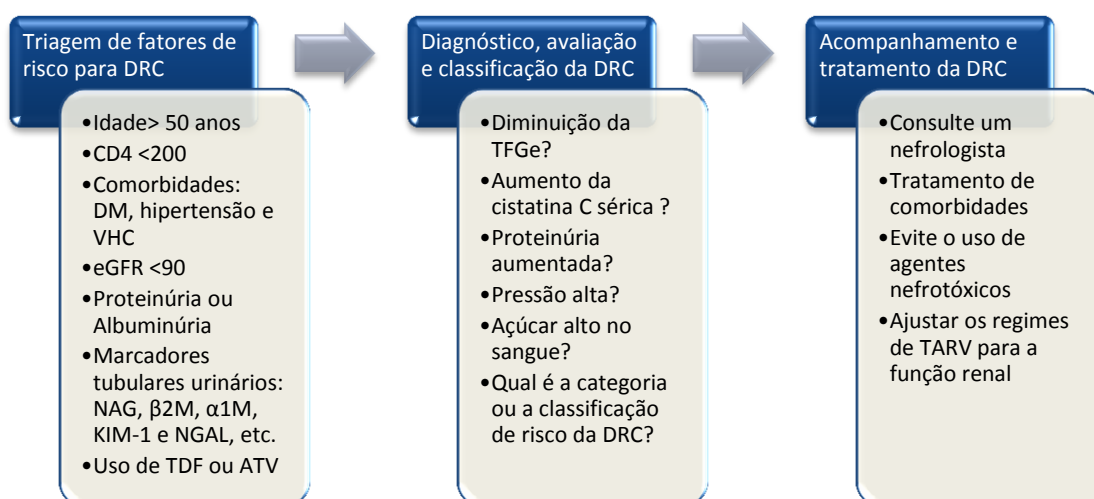 Triagem de fatores de
risco para DRC
•Idade> 50 anos
•CD4 <200
•Comorbidades:
DM, hipertensão e
VHC
•eGFR <90
•Proteinúria ou
Albuminúria
•Marcadores
tubulares urinários:
NAG, β2M, α1M,
KIM-1 e NGAL, etc.
•Uso de TDF ou ATV
Diagnóstico, avaliação
e classificação da DRC
•Diminuição da
TFGe?
•Aumento da
cistatina C sérica ?
•Proteinúria
aumentada?
•Pressão alta?
•Açúcar alto no
sangue?
•Qual é a categoria
ou a classificação
de risco da DRC?
Acompanhamento e
tratamento da DRC
•Consulte um
nefrologista
•Tratamento de
comorbidades
•Evite o uso de
agentes
nefrotóxicos
•Ajustar os regimes
de TARV para a
função renal